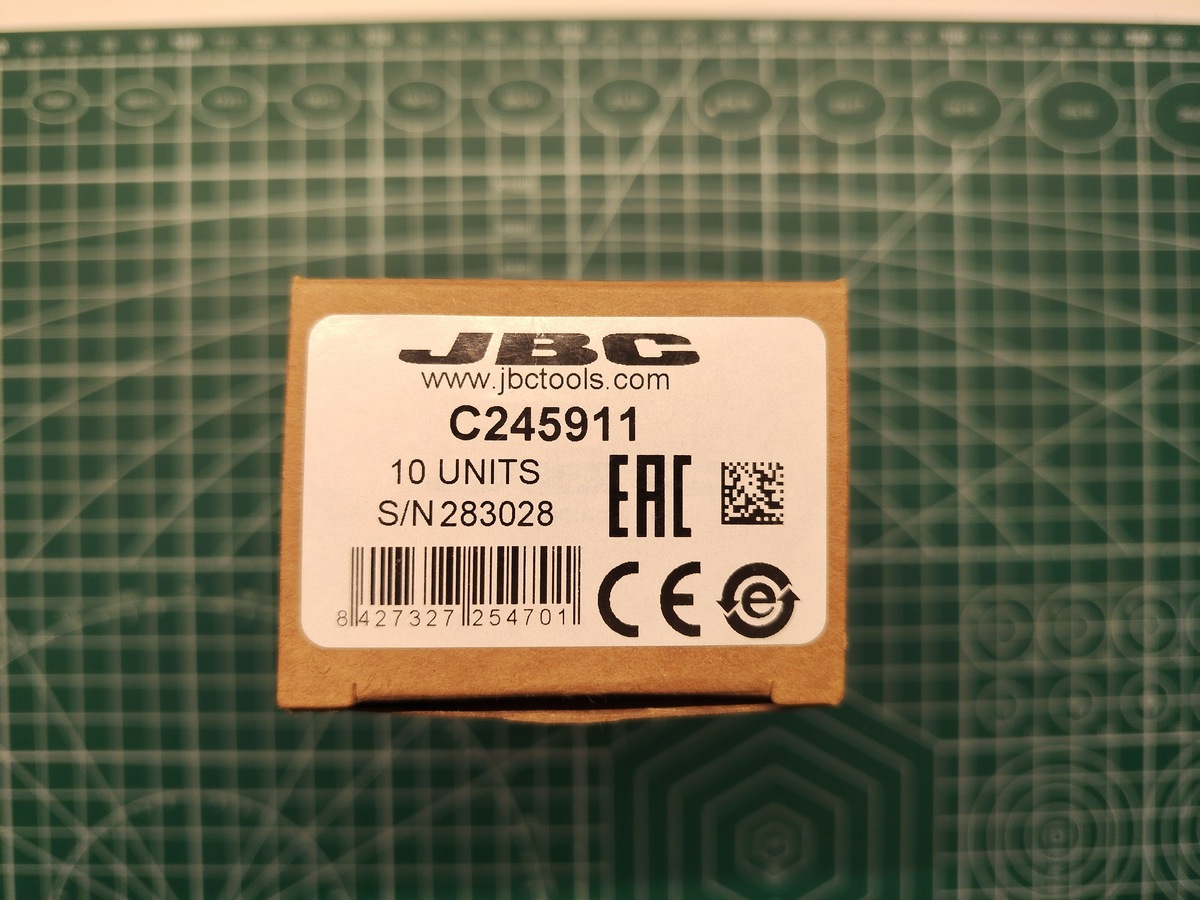 JBC
www.jbctools.com
C245911
10 UNITS
S/N 283028
EAC
8 427327 254701
CE
e